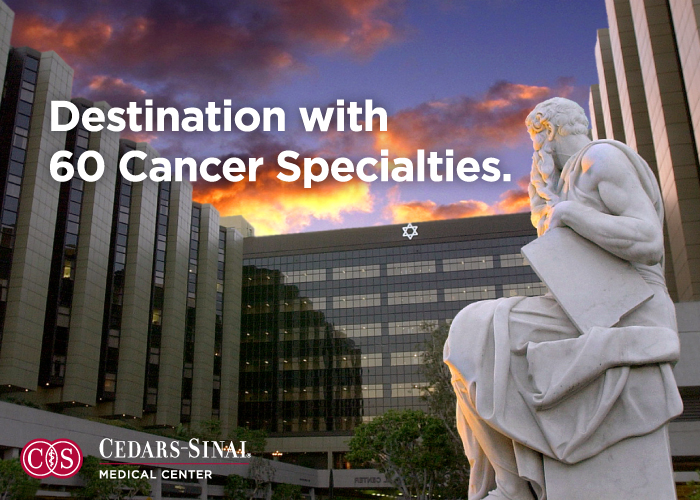 Destination with
60 Cancer Specialties.
CS
CEDARS-SINAI
MEDICAL CENTER